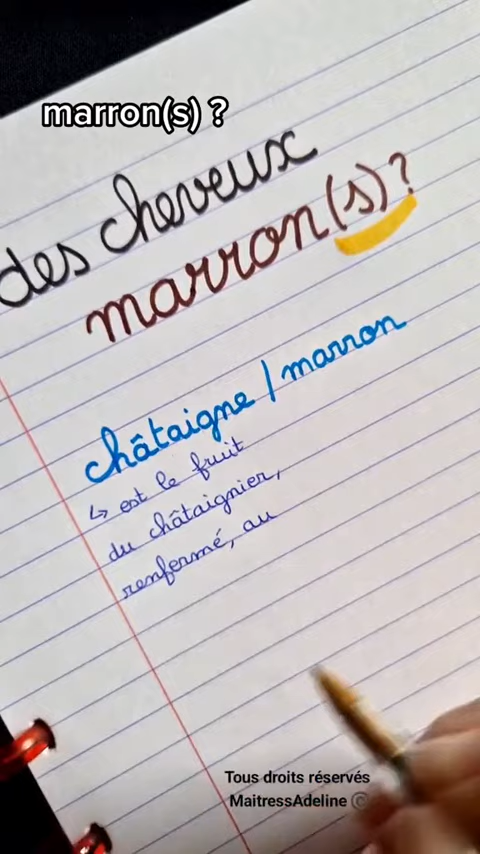 marron(s) ?
des cheveux
marron(s)?
châtaigne / marron
↳ est le fruit
du châtaignier,
renfermé, au
Tous droits réservés
MaitressAdeline ©